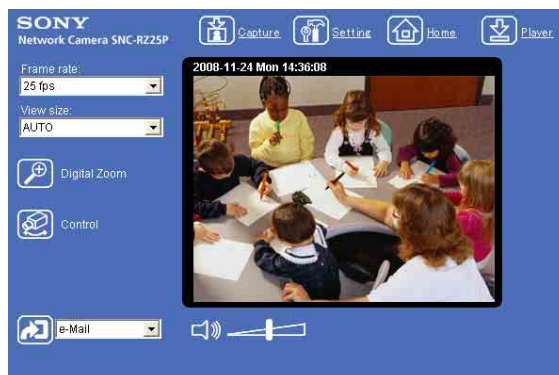 SONY
Network Camera SNC-RZ25P
Capture
Setting
Home
Player
Frame rate:
25 fps
2008-11-24 Mon 14:36:08
View size:
AUTO
Digital Zoom
Control
e-Mail